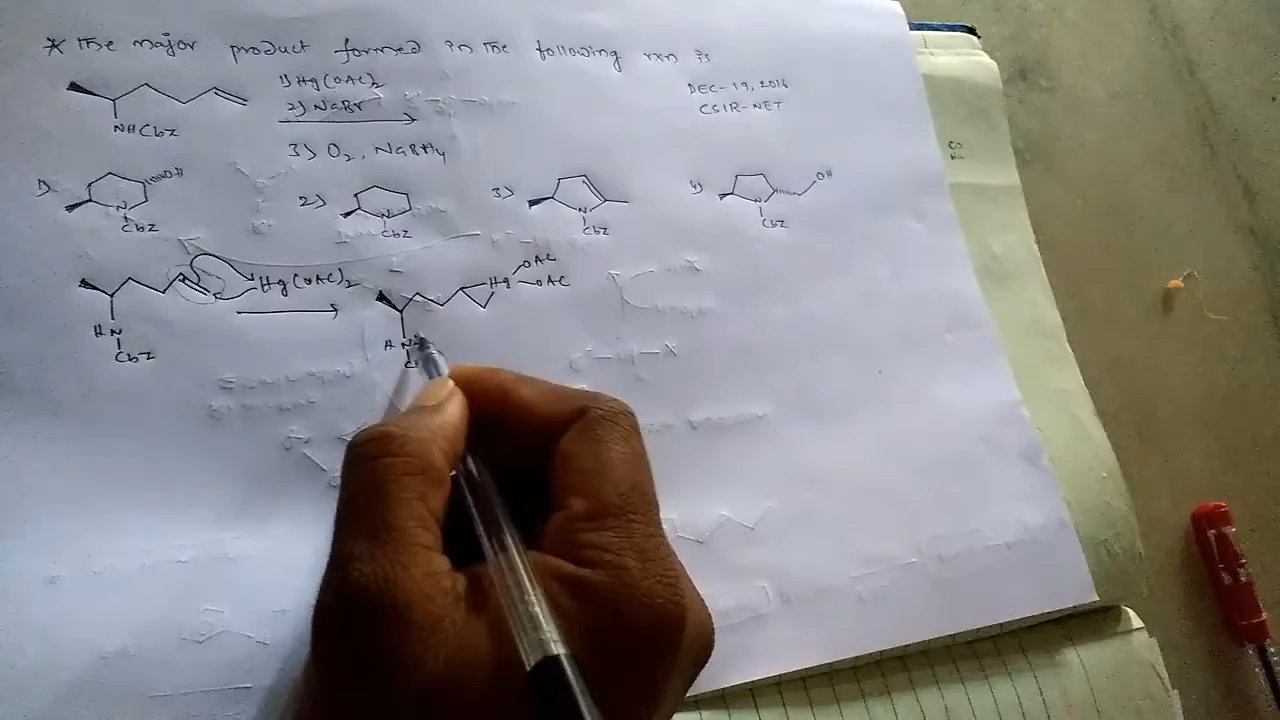 * The major product formed in the following rxn is
1) Hg(OAC)2
2) NaBr
3) O2, NaBH4
NHCbz
DEC-19, 2016
CSIR-NET
1)
OH
N
Cbz
2)
N
Cbz
3)
N
Cbz
4)
OH
N
Cbz
Hg(OAC)2
H N
Cbz
Hg
OAC
OAC
H N
C